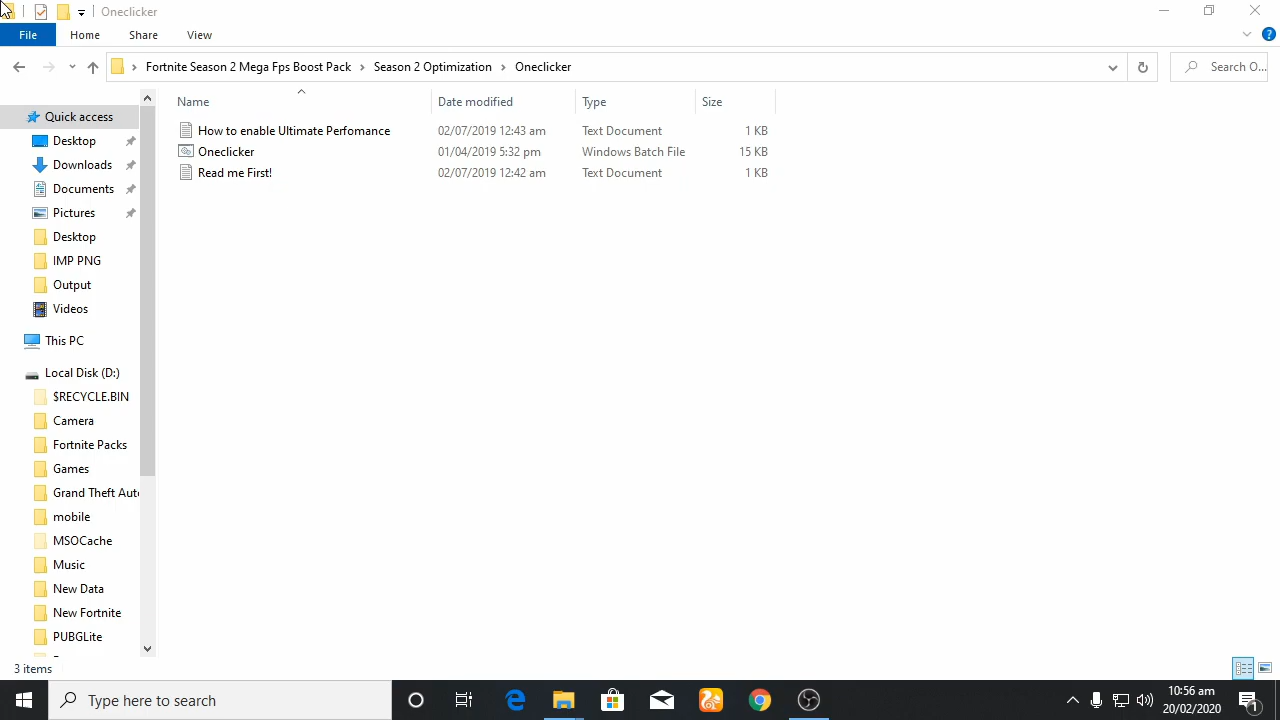 Oneclicker
File Home Share View
Fortnite Season 2 Mega Fps Boost Pack > Season 2 Optimization > Oneclicker
Search O...
Name Date modified Type Size
How to enable Ultimate Perfomance 02/07/2019 12:43 am Text Document 1 KB
Oneclicker 01/04/2019 5:32 pm Windows Batch File 15 KB
Read me First! 02/07/2019 12:42 am Text Document 1 KB
Quick access
Desktop
Downloads
Documents
Pictures
Desktop
IMP PNG
Output
Videos
This PC
Local Disk (D:)
$RECYCLE.BIN
Camera
Fortnite Packs
Games
Grand Theft Aut
mobile
MSOCache
Music
New Data
New Fortnite
PUBGLite
3 items
Type here to search
10:56 am
20/02/2020
1